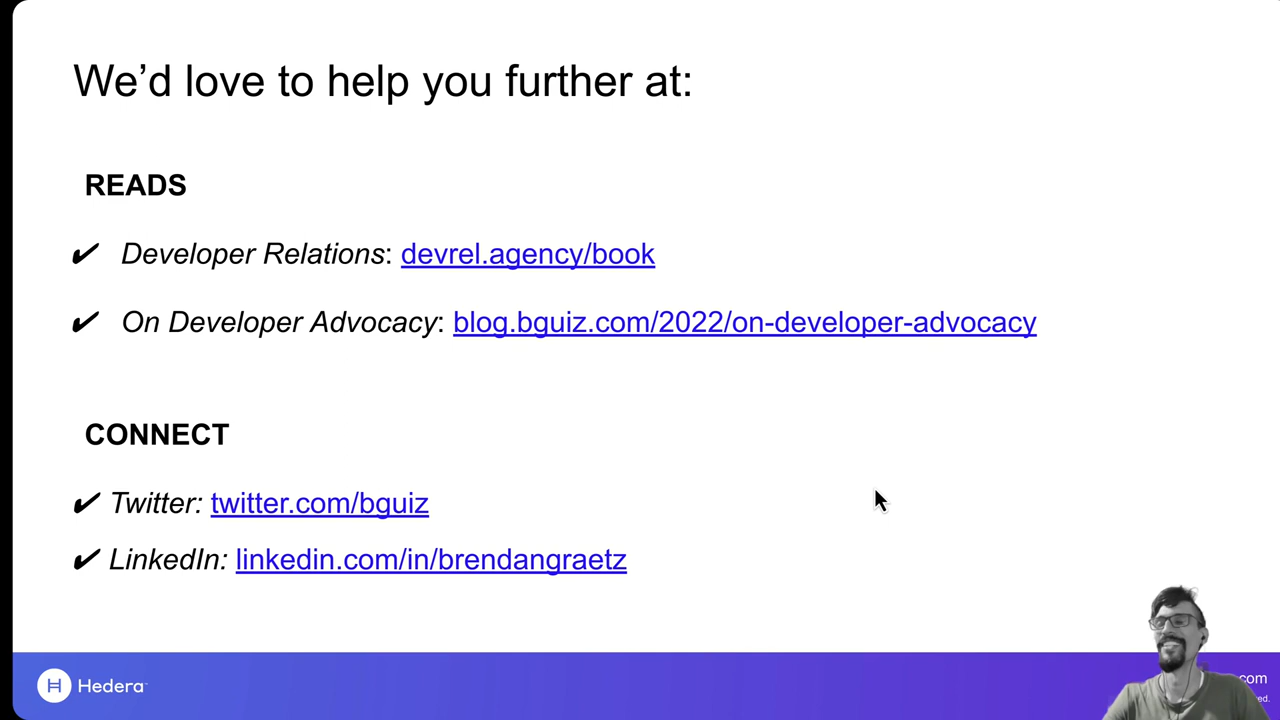 We’d love to help you further at:
READS
✔ Developer Relations: devrel.agency/book
✔ On Developer Advocacy: blog.bguiz.com/2022/on-developer-advocacy
CONNECT
✔ Twitter: twitter.com/bguiz
✔ LinkedIn: linkedin.com/in/brendangraetz
H Hedera
com